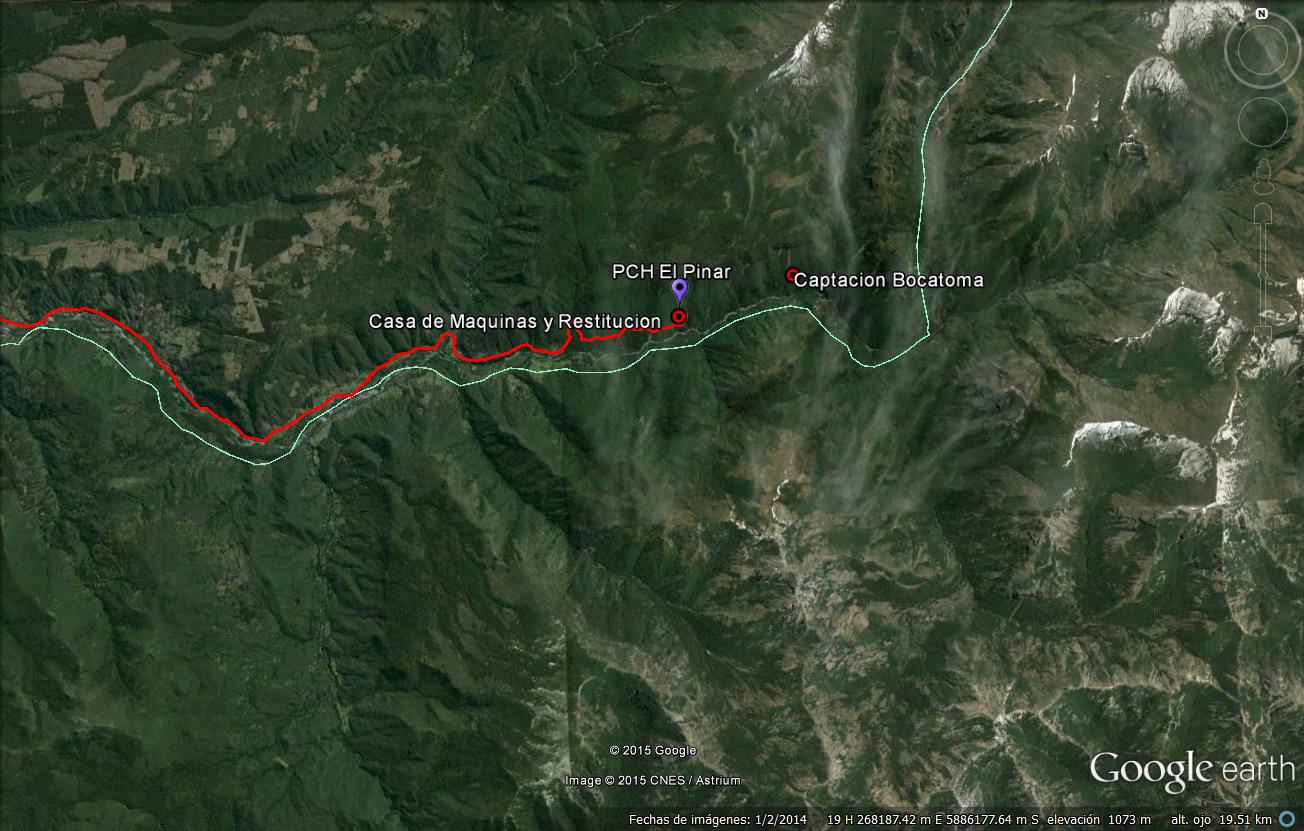 N
PCH El Pinar
Captacion Bocatoma
Casa de Maquinas y Restitucion
© 2015 Google
Image © 2015 CNES / Astrium
Google earth
Fechas de imágenes: 1/2/2014 19 H 268187.42 m E 5886177.64 m S elevación 1073 m alt. ojo 19.51 km